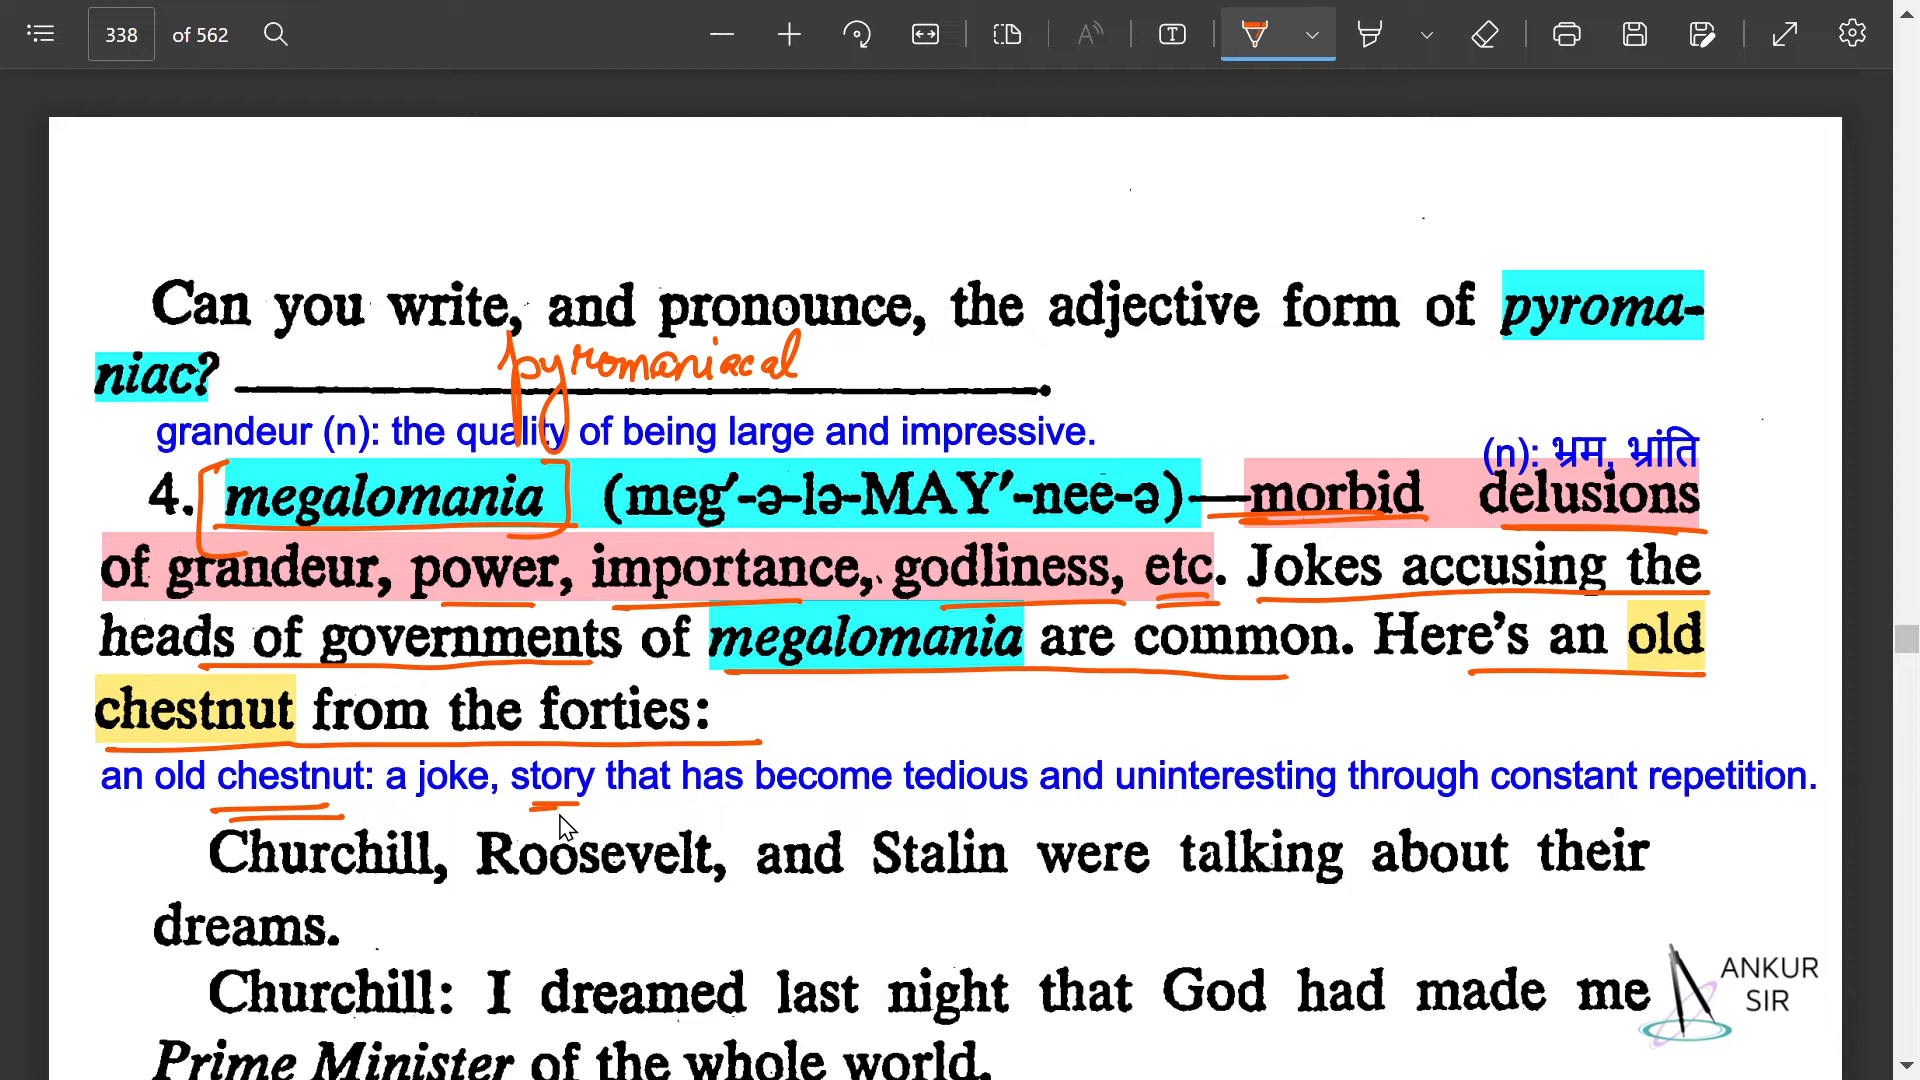 338 of 562
Can you write, and pronounce, the adjective form of pyroma-
niac? pyromaniacal
grandeur (n): the quality of being large and impressive.
(n): भ्रम, भ्रांति
4. megalomania (meg′-ə-lə-MAY′-nee-ə)—morbid delusions
of grandeur, power, importance, godliness, etc. Jokes accusing the
heads of governments of megalomania are common. Here's an old
chestnut from the forties:
an old chestnut: a joke, story that has become tedious and uninteresting through constant repetition.
Churchill, Roosevelt, and Stalin were talking about their
dreams.
Churchill: I dreamed last night that God had made me
Prime Minister of the whole world.
ANKUR
SIR